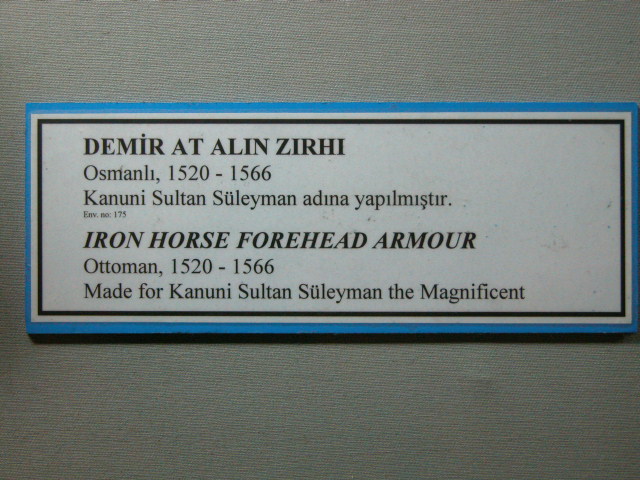 DEMİR AT ALIN ZIRHI
Osmanlı, 1520 - 1566
Kanuni Sultan Süleyman adına yapılmıştır.
Env. no: 175
IRON HORSE FOREHEAD ARMOUR
Ottoman, 1520 - 1566
Made for Kanuni Sultan Süleyman the Magnificent